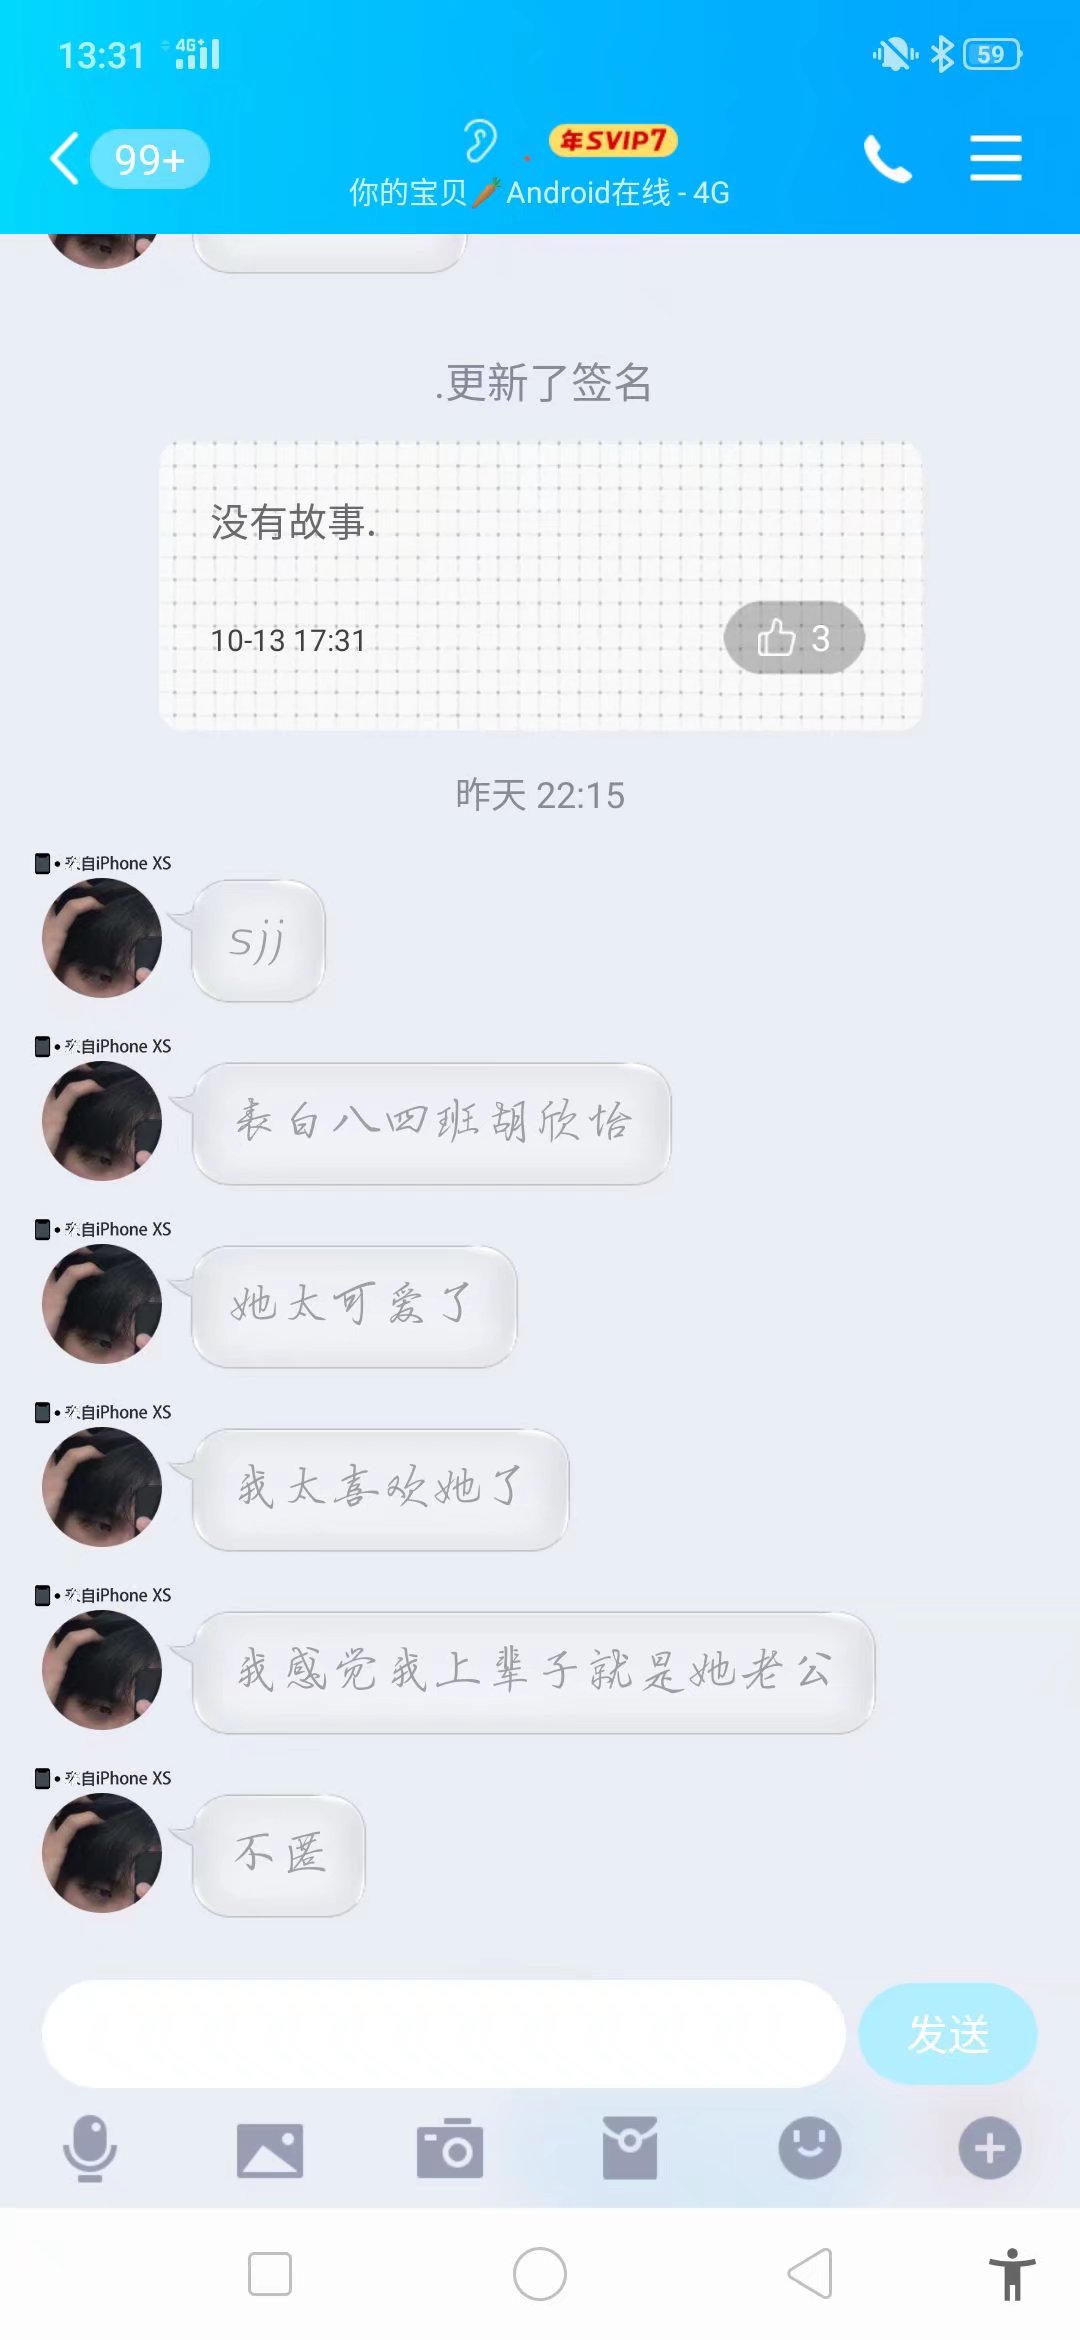 13:31 4G+ 59
99+
. 年SVIP7
你的宝贝🥕Android在线 - 4G
.更新了签名
没有故事.
10-13 17:31
3
昨天 22:15
来自iPhone XS
sjj
来自iPhone XS
表白八四班胡欣怡
来自iPhone XS
她太可爱了
来自iPhone XS
我太喜欢她了
来自iPhone XS
我感觉我上辈子就是她老公
来自iPhone XS
不匿
发送